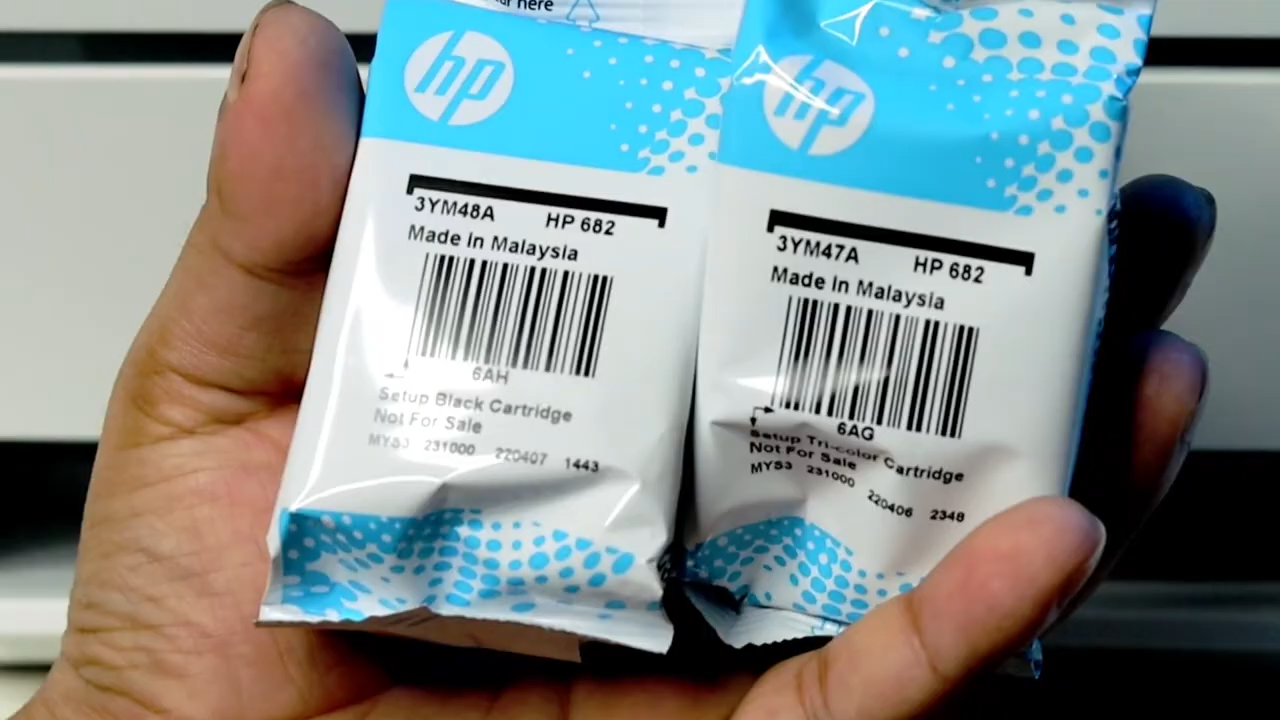 here
hp
3YM48A HP 682
Made in Malaysia
6AH
Setup Black Cartridge
Not For Sale
MYS3 231000 220407 1443
hp
3YM47A HP 682
Made in Malaysia
6AG
Setup Tri-color Cartridge
Not For Sale
MYS3 231000 220406 2348